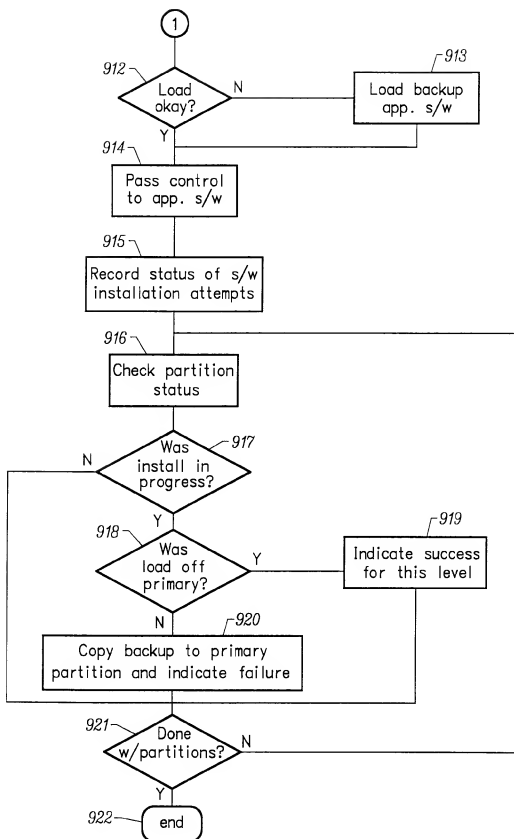 1
912
Load
okay?
N
Y
913
Load backup
app. s/w
914
Pass control
to app. s/w
915
Record status of s/w
installation attempts
916
Check partition
status
917
Was
install in
progress?
N
Y
918
Was
load off
primary?
Y
N
919
Indicate success
for this level
920
Copy backup to primary
partition and indicate failure
921
Done
w/partitions?
N
Y
922
end